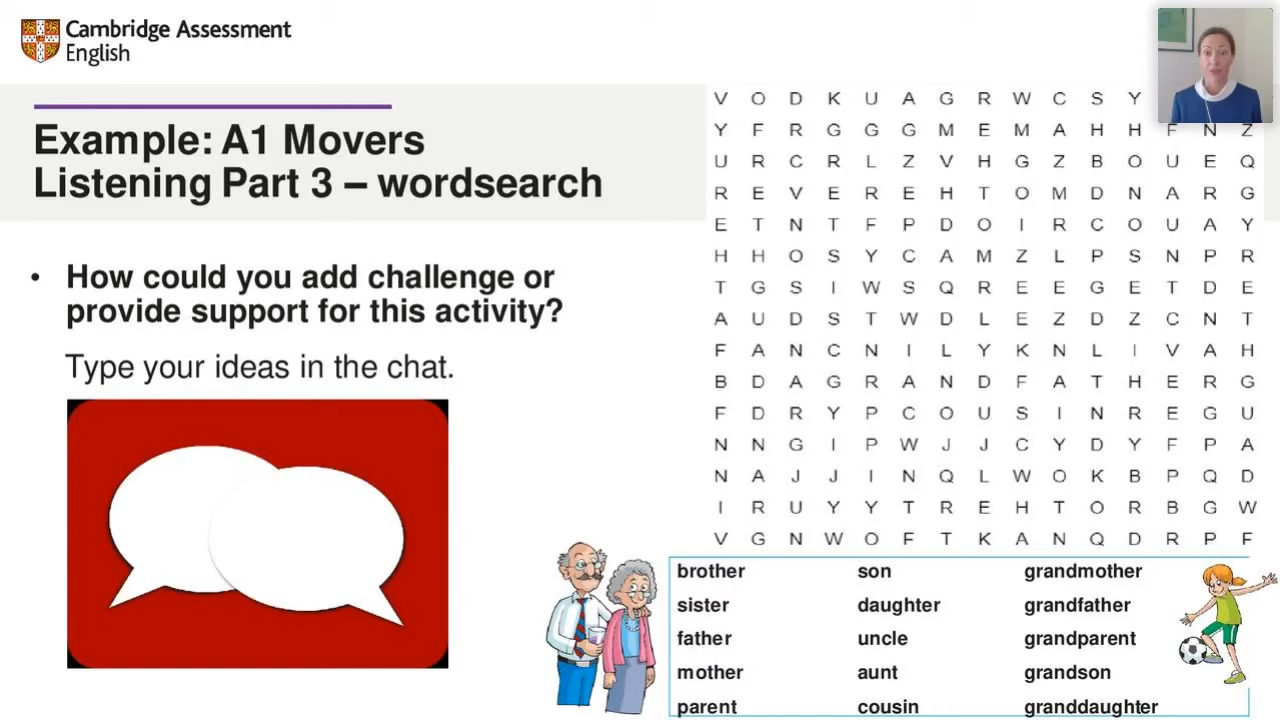 Cambridge Assessment
English
Example: A1 Movers
Listening Part 3 – wordsearch
• How could you add challenge or
provide support for this activity?
Type your ideas in the chat.
V O D K U A G R W C S Y
Y F R G G G M E M A H H F N Z
U R C R L Z V H G Z B O U E Q
R E V E R E H T O M D N A R G
E T N T F P D O I R C O U A Y
H H O S Y C A M Z L P S N P R
T G S I W S Q R E E G E T D E
A U D S T W D L E Z D Z C N T
F A N C N I L Y K N L I V A H
B D A G R A N D F A T H E R G
F D R Y P C O U S I N R E G U
N N G I P W J J C Y D Y F P A
N A J J I N Q L W O K B P Q D
I R U Y Y T R E H T O R B G W
V G N W O F T K A N Q D R P F
brother son grandmother
sister daughter grandfather
father uncle grandparent
mother aunt grandson
parent cousin granddaughter